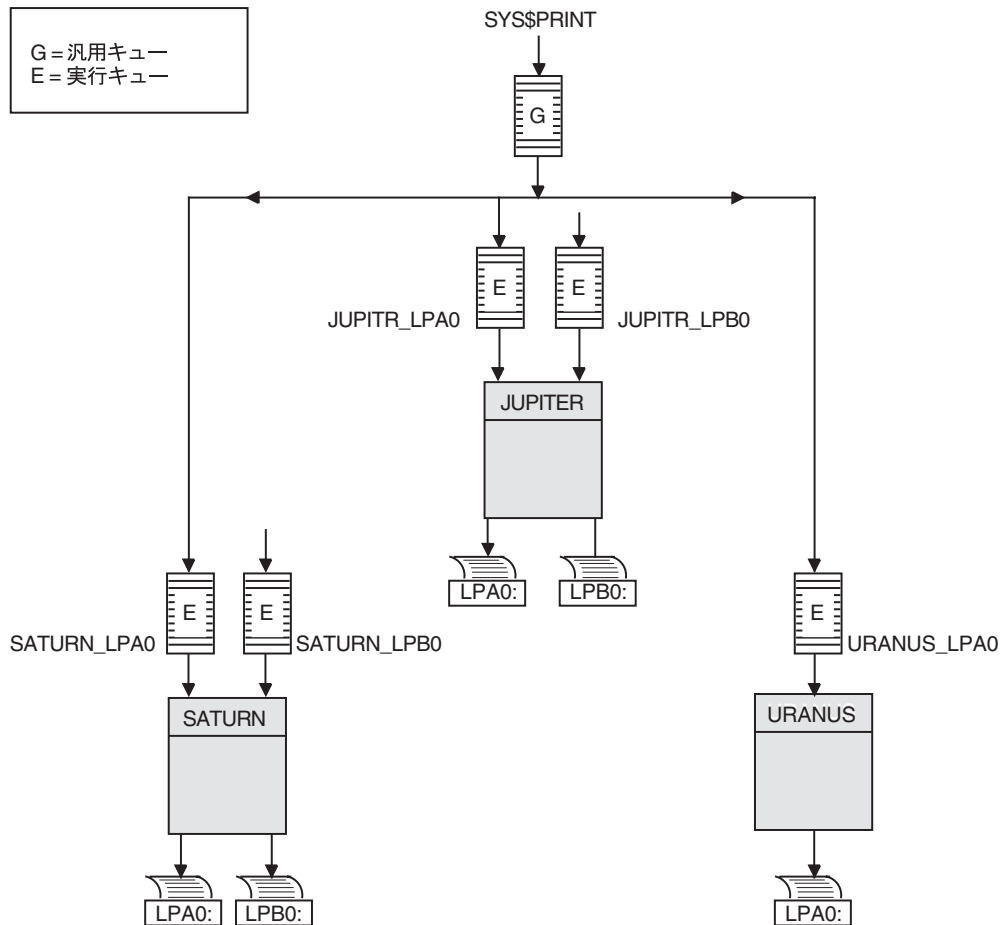 SYS$PRINT
G = 汎用キュー
E = 実行キュー
G
E
E
JUPITR_LPA0
JUPITR_LPB0
JUPITER
LPA0:
LPB0:
E
E
E
SATURN_LPA0
SATURN_LPB0
URANUS_LPA0
SATURN
URANUS
LPA0:
LPB0:
LPA0: